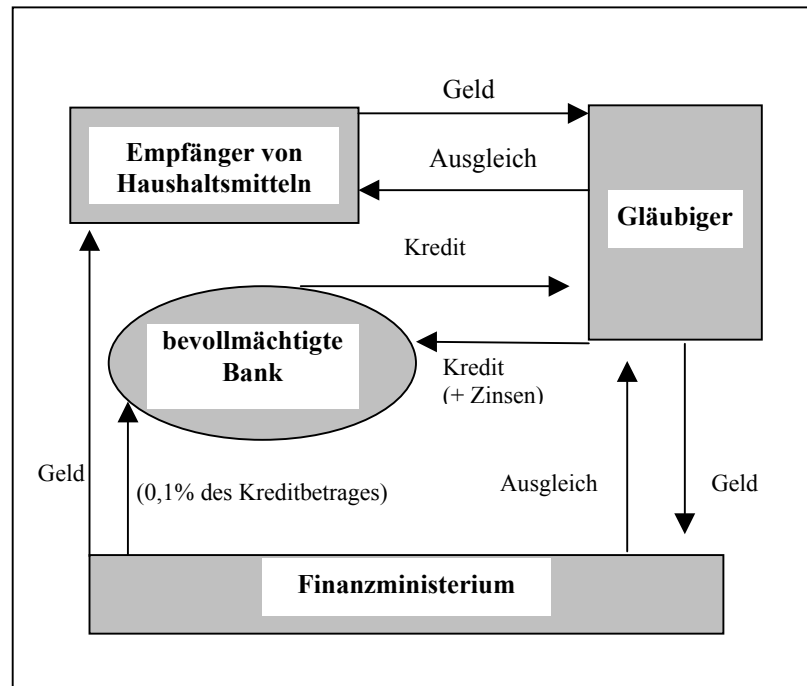 Geld
Empfänger von
Haushaltsmitteln
Ausgleich
Gläubiger
Kredit
bevollmächtigte
Bank
Kredit
(+ Zinsen)
Geld
(0,1% des Kreditbetrages)
Ausgleich
Geld
Finanzministerium